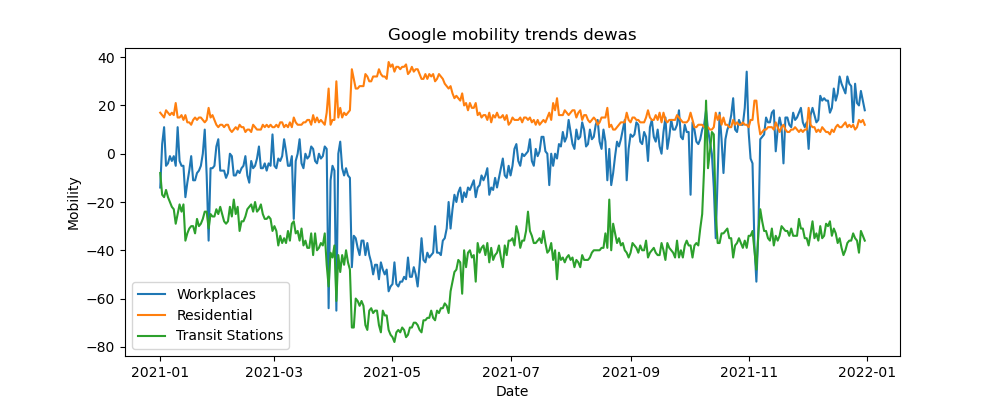 Google mobility trends dewas
Mobility
40
20
0
−20
−40
−60
−80
Workplaces
Residential
Transit Stations
2021-01 2021-03 2021-05 2021-07 2021-09 2021-11 2022-01
Date